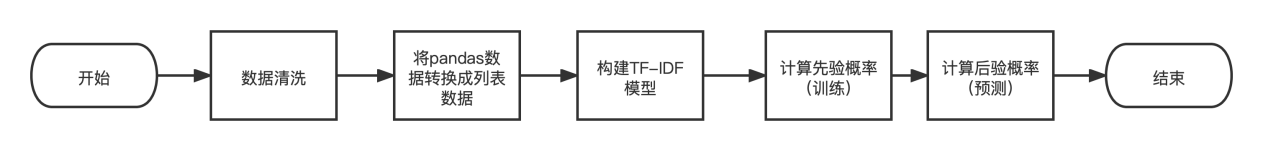 开始
数据清洗
将pandas数
据转换成列表
数据
构建TF-IDF
模型
计算先验概率
（训练）
计算后验概率
（预测）
结束